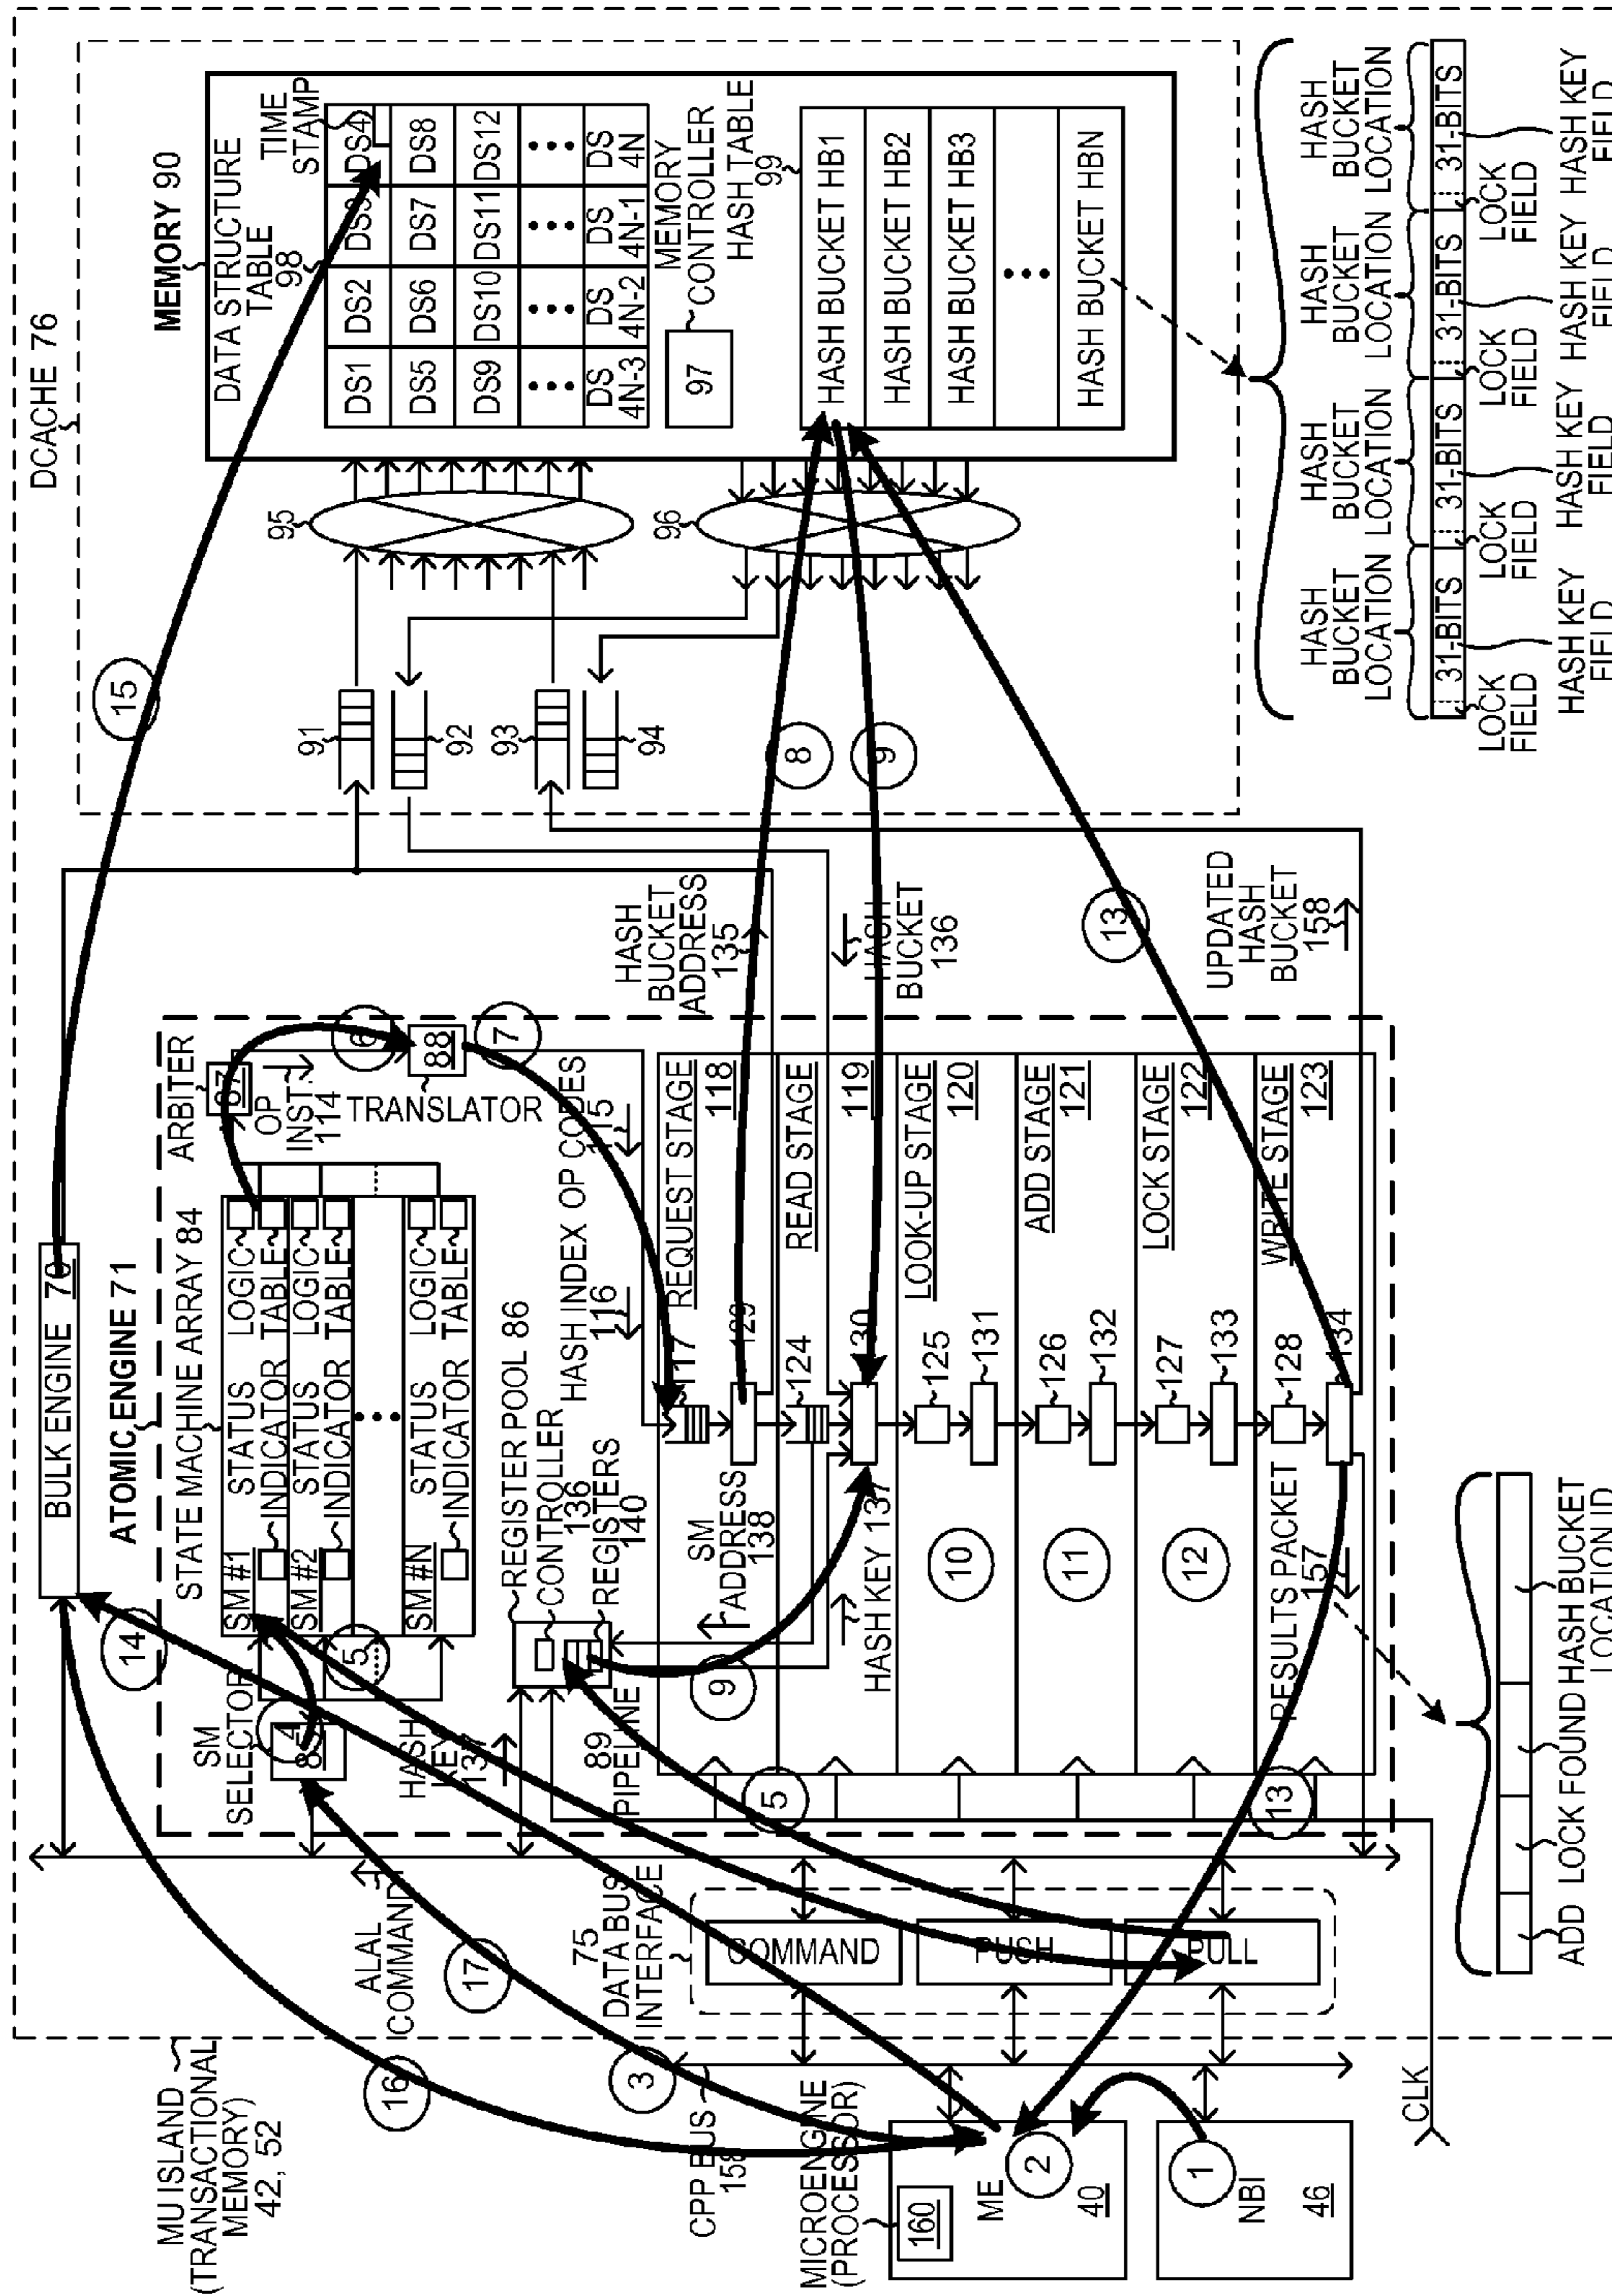 MU ISLAND
(TRANSACTIONAL
MEMORY)
42, 52
DCACHE 76
MEMORY 90
DATA STRUCTURE
TABLE
98
TIME
STAMP
DS1
DS2
DS3
DS4
DS5
DS6
DS7
DS8
DS9
DS10
DS11
DS12
DS
4N-3
DS
4N-2
DS
4N-1
DS
4N
97
MEMORY
CONTROLLER
HASH TABLE
99
HASH BUCKET HB1
HASH BUCKET HB2
HASH BUCKET HB3
HASH BUCKET HBN
95
96
91
92
93
94
15
8
9
13
BULK ENGINE 70
ATOMIC ENGINE 71
STATE MACHINE ARRAY 84
SM #1
STATUS
INDICATOR
LOGIC
TABLE
SM #2
STATUS
INDICATOR
LOGIC
TABLE
SM #N
STATUS
INDICATOR
LOGIC
TABLE
ARBITER
67
OP
INST.
114
6
88
TRANSLATOR
7
14
SM
SELECTOR
85
4
5
HASH
KEY
137
REGISTER POOL 86
CONTROLLER
136
REGISTERS
140
HASH INDEX
116
OP CODES
115
89
PIPELINE
SM
ADDRESS
138
9
HASH KEY 137
HASH
BUCKET
ADDRESS
135
HASH
BUCKET
136
UPDATED
HASH
BUCKET
158
117
REQUEST STAGE
118
129
124
READ STAGE
119
130
125
LOOK-UP STAGE
120
131
10
126
ADD STAGE
121
132
11
127
LOCK STAGE
122
133
12
128
WRITE STAGE
123
134
RESULTS PACKET
157
5
13
ALAL
COMMAND
17
16
3
75
DATA BUS
INTERFACE
COMMAND
PUSH
PULL
CPP BUS
158
MICROENGINE
(PROCESSOR)
160
ME
2
40
1
NBI
46
CLK
ADD
LOCK
FOUND
HASH BUCKET
LOCATION ID
HASH
BUCKET
LOCATION
HASH
BUCKET
LOCATION
HASH
BUCKET
LOCATION
HASH
BUCKET
LOCATION
31-BITS
31-BITS
31-BITS
31-BITS
LOCK
FIELD
LOCK
FIELD
LOCK
FIELD
LOCK
FIELD
HASH KEY
FIELD
HASH KEY
FIELD
HASH KEY
FIELD
HASH KEY
FIELD